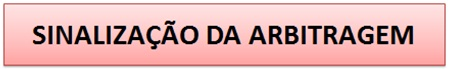 SINALIZAÇÃO DA ARBITRAGEM